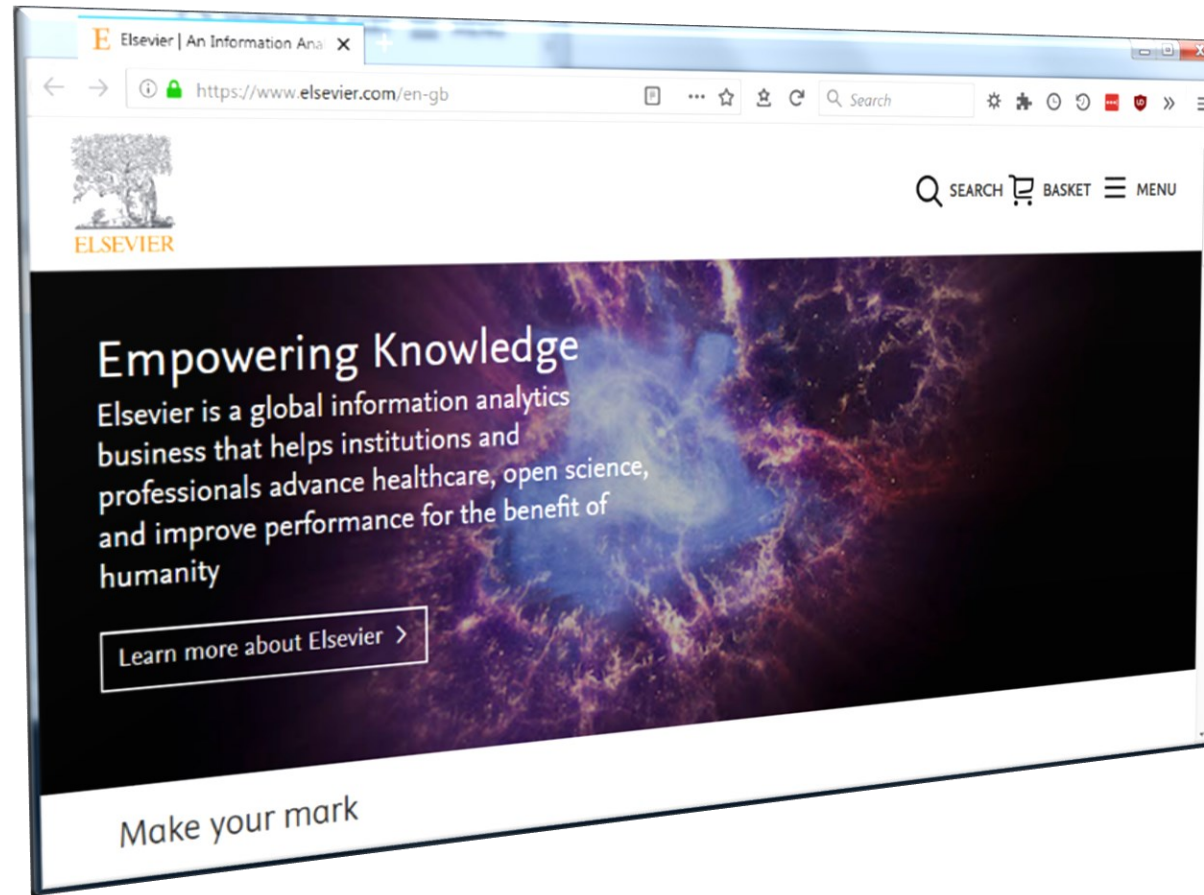 E Elsevier | An Information Ana
https://www.elsevier.com/en-gb
Search
ELSEVIER
SEARCH BASKET MENU
Empowering Knowledge
Elsevier is a global information analytics
business that helps institutions and
professionals advance healthcare, open science,
and improve performance for the benefit of
humanity
Learn more about Elsevier
Make your mark